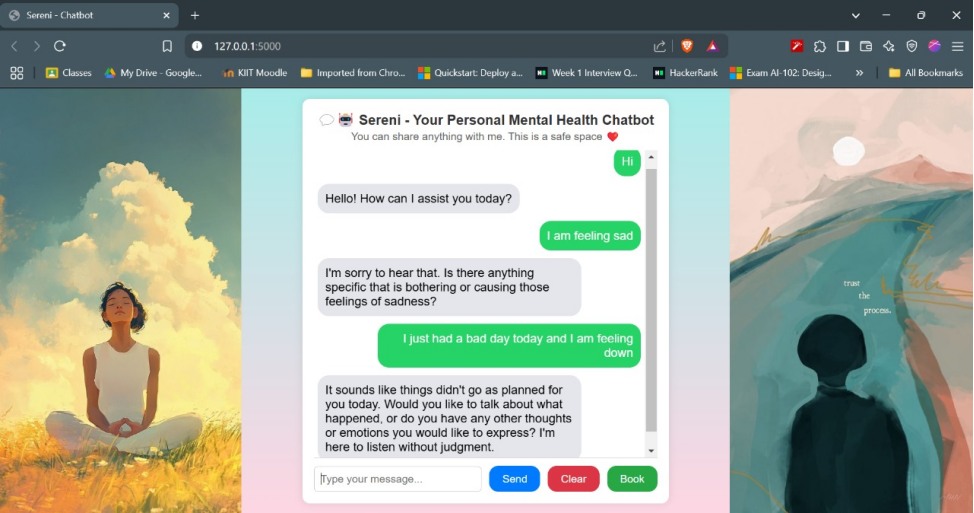 Sereni - Chatbot
127.0.0.1:5000
Classes
My Drive - Google...
KIIT Moodle
Imported from Chro...
Quickstart: Deploy a...
Week 1 Interview Q...
HackerRank
Exam AI-102: Desig...
All Bookmarks
Sereni - Your Personal Mental Health Chatbot
You can share anything with me. This is a safe space ❤️
Hi
Hello! How can I assist you today?
I am feeling sad
I'm sorry to hear that. Is there anything
specific that is bothering or causing those
feelings of sadness?
I just had a bad day today and I am feeling
down
It sounds like things didn't go as planned for
you today. Would you like to talk about what
happened, or do you have any other thoughts
or emotions you would like to express? I'm
here to listen without judgment.
Type your message...
Send
Clear
Book
trust
the
process.